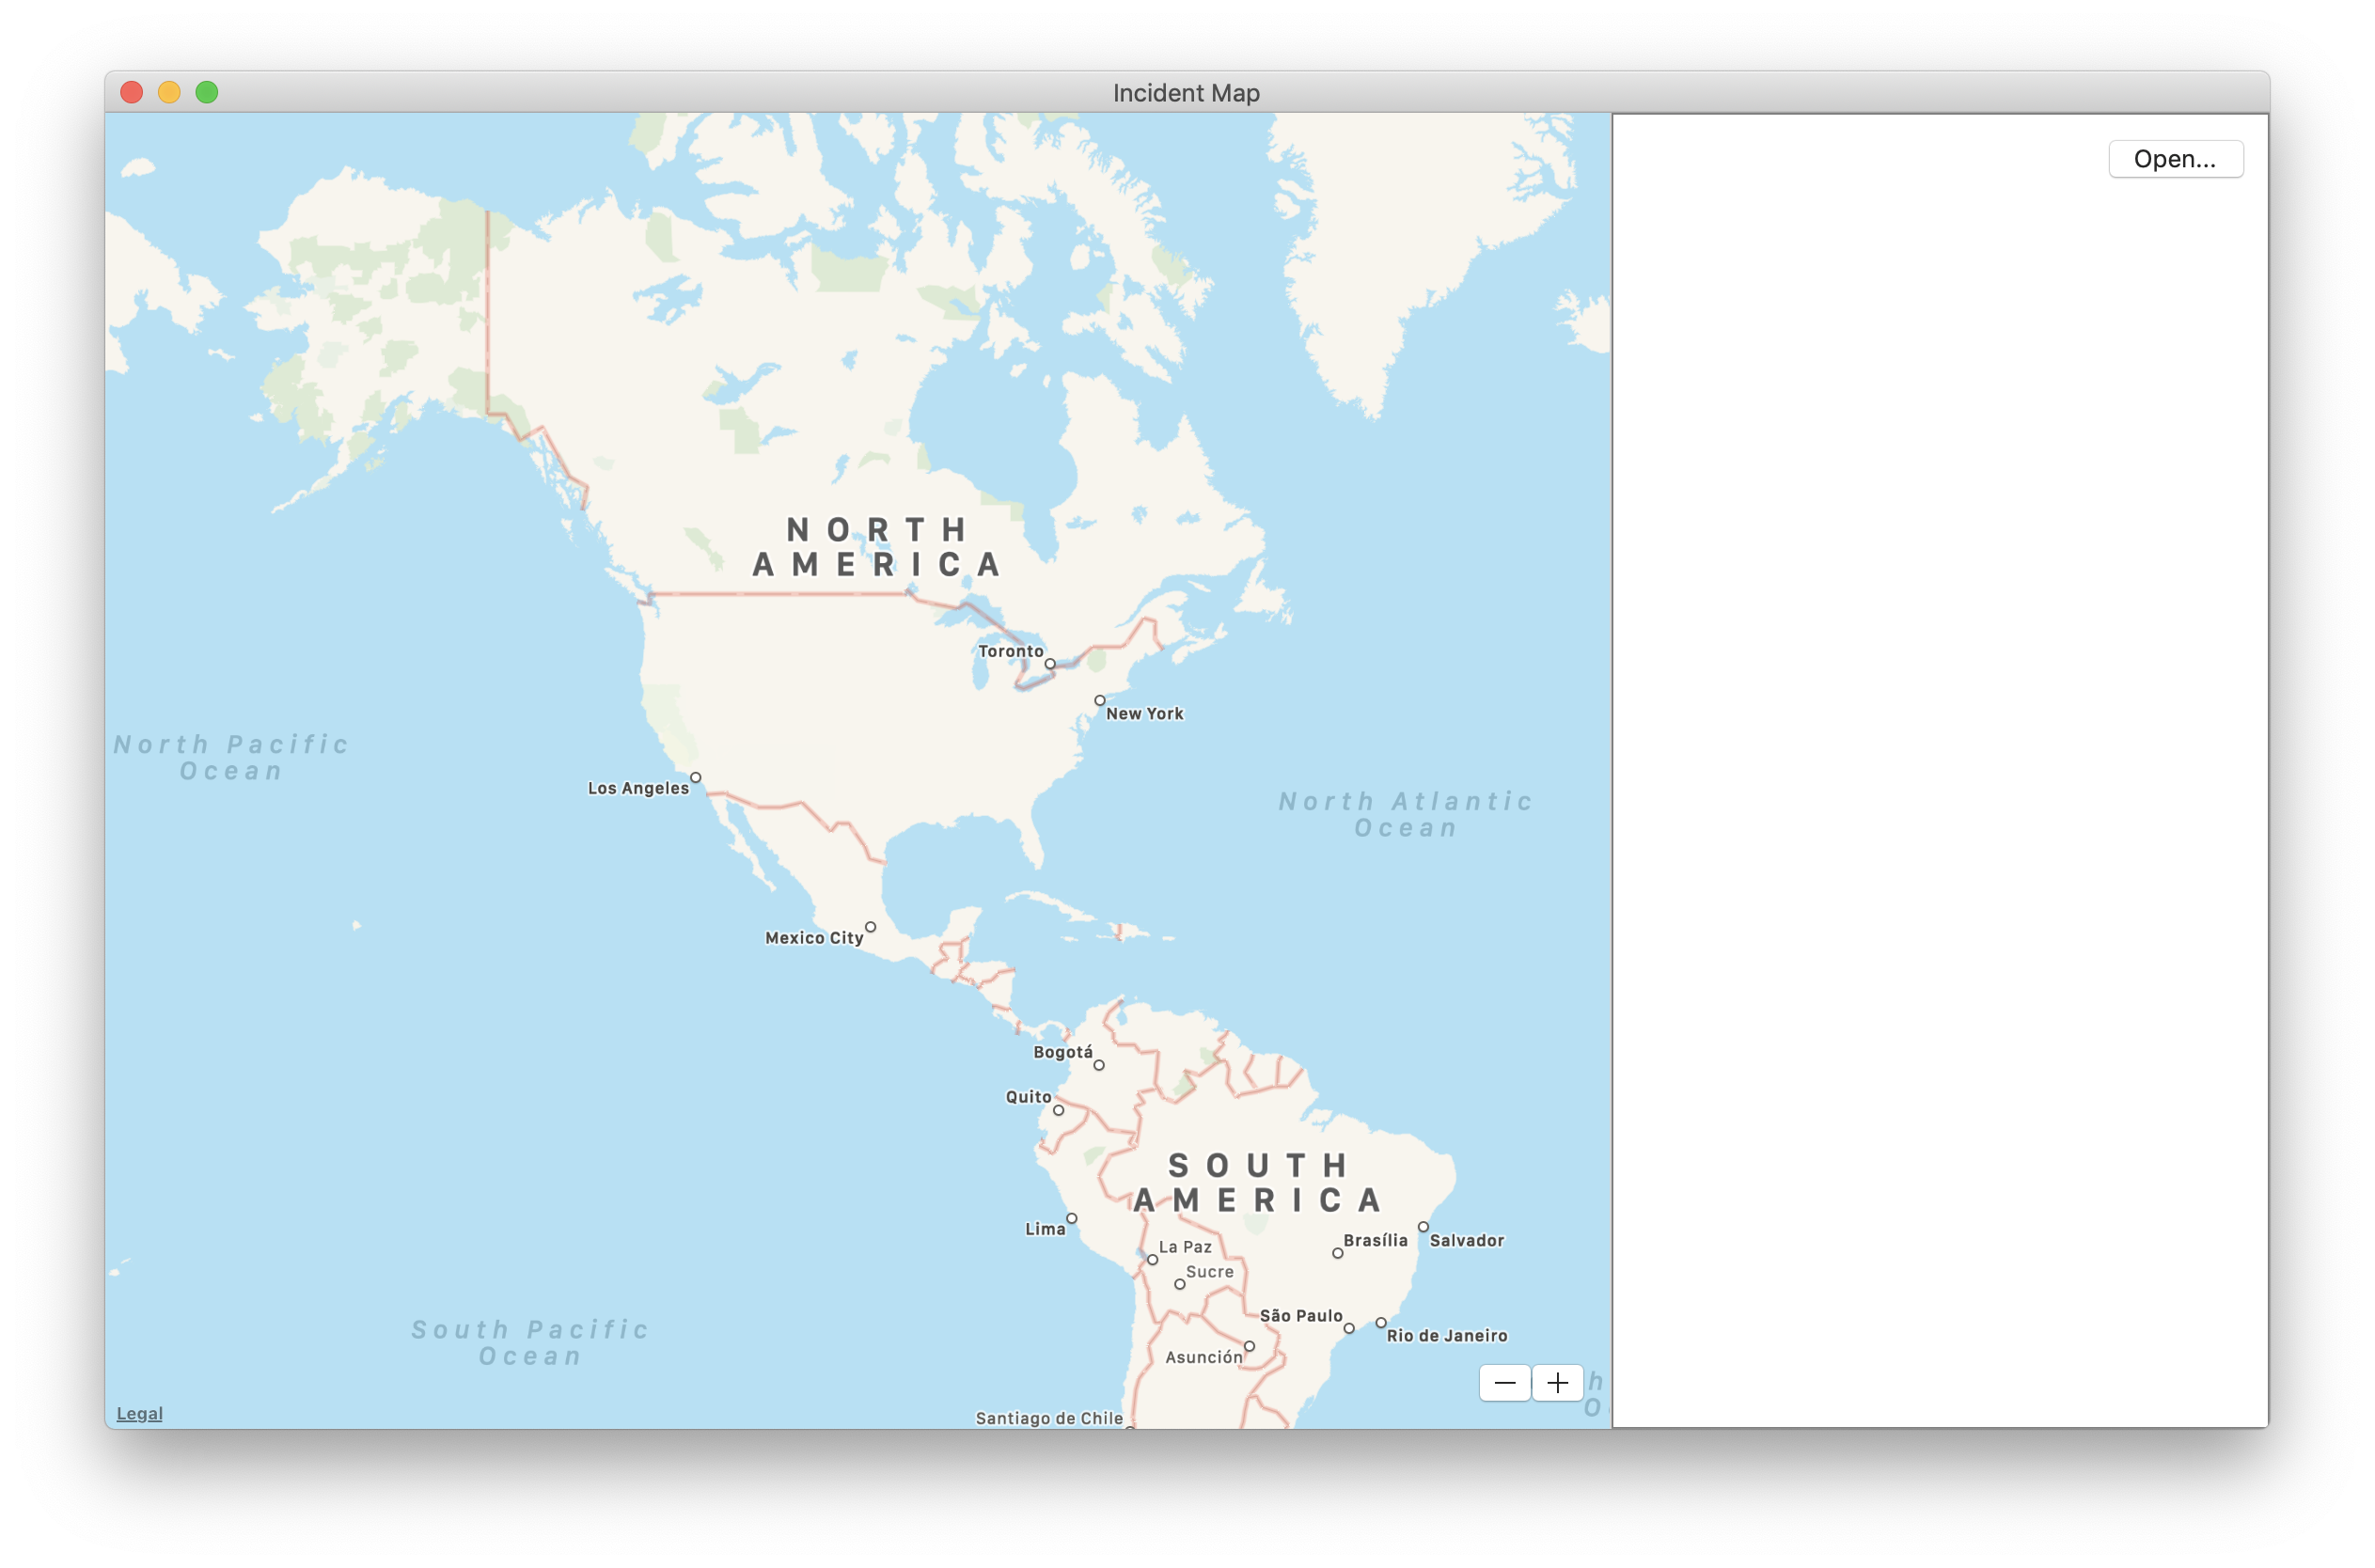 Incident Map
Open...
NORTH
AMERICA
Toronto
New York
North Pacific
Ocean
Los Angeles
North Atlantic
Ocean
Mexico City
Bogotá
Quito
SOUTH
AMERICA
Lima
Brasília
Salvador
La Paz
Sucre
São Paulo
Rio de Janeiro
South Pacific
Ocean
Asunción
h
O
Legal
Santiago de Chile